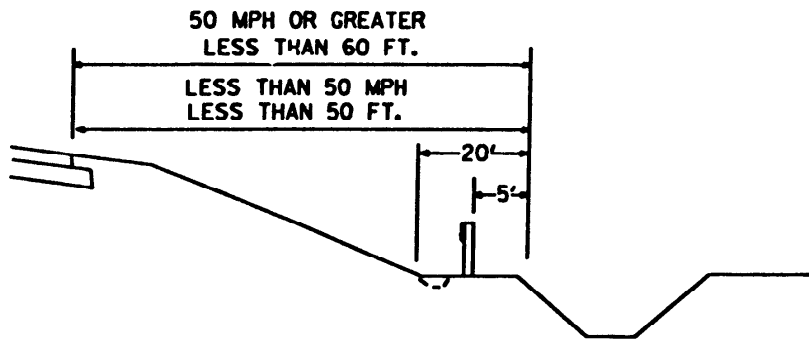 50 MPH OR GREATER
LESS THAN 60 FT.
LESS THAN 50 MPH
LESS THAN 50 FT.
20'
5'